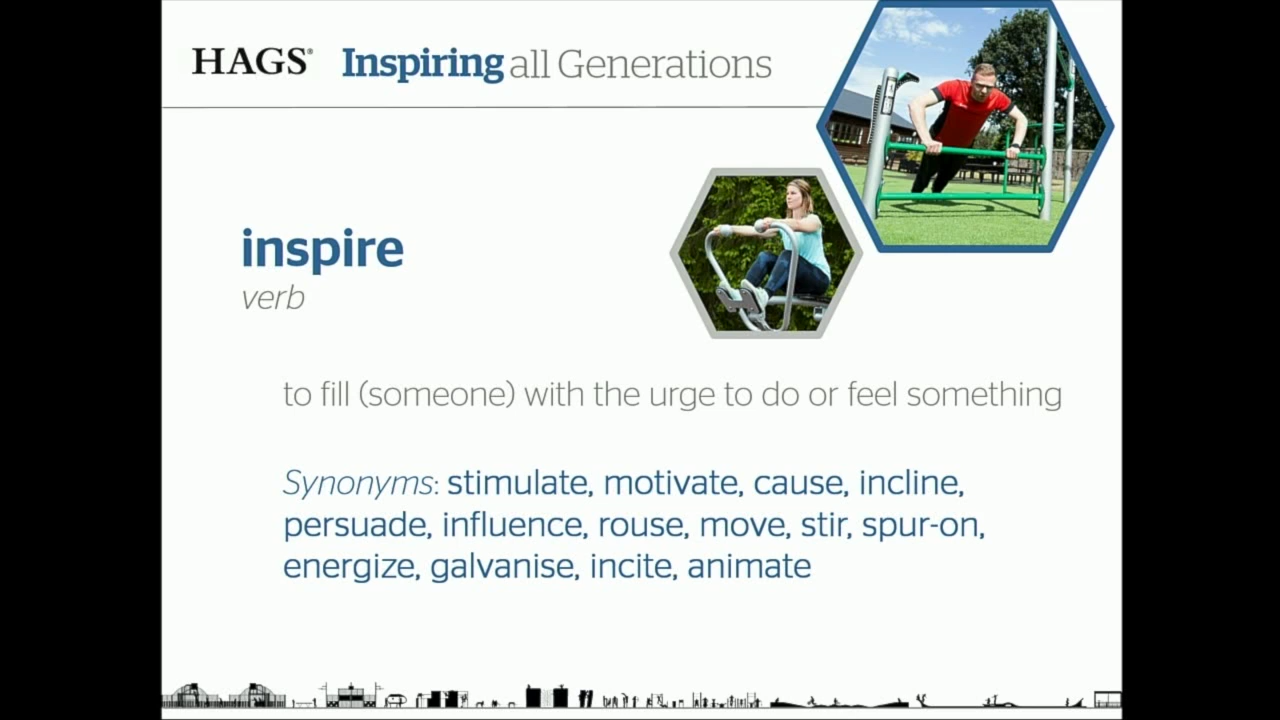 HAGS® Inspiring all Generations
inspire
verb
to fill (someone) with the urge to do or feel something
Synonyms: stimulate, motivate, cause, incline,
persuade, influence, rouse, move, stir, spur-on,
energize, galvanise, incite, animate